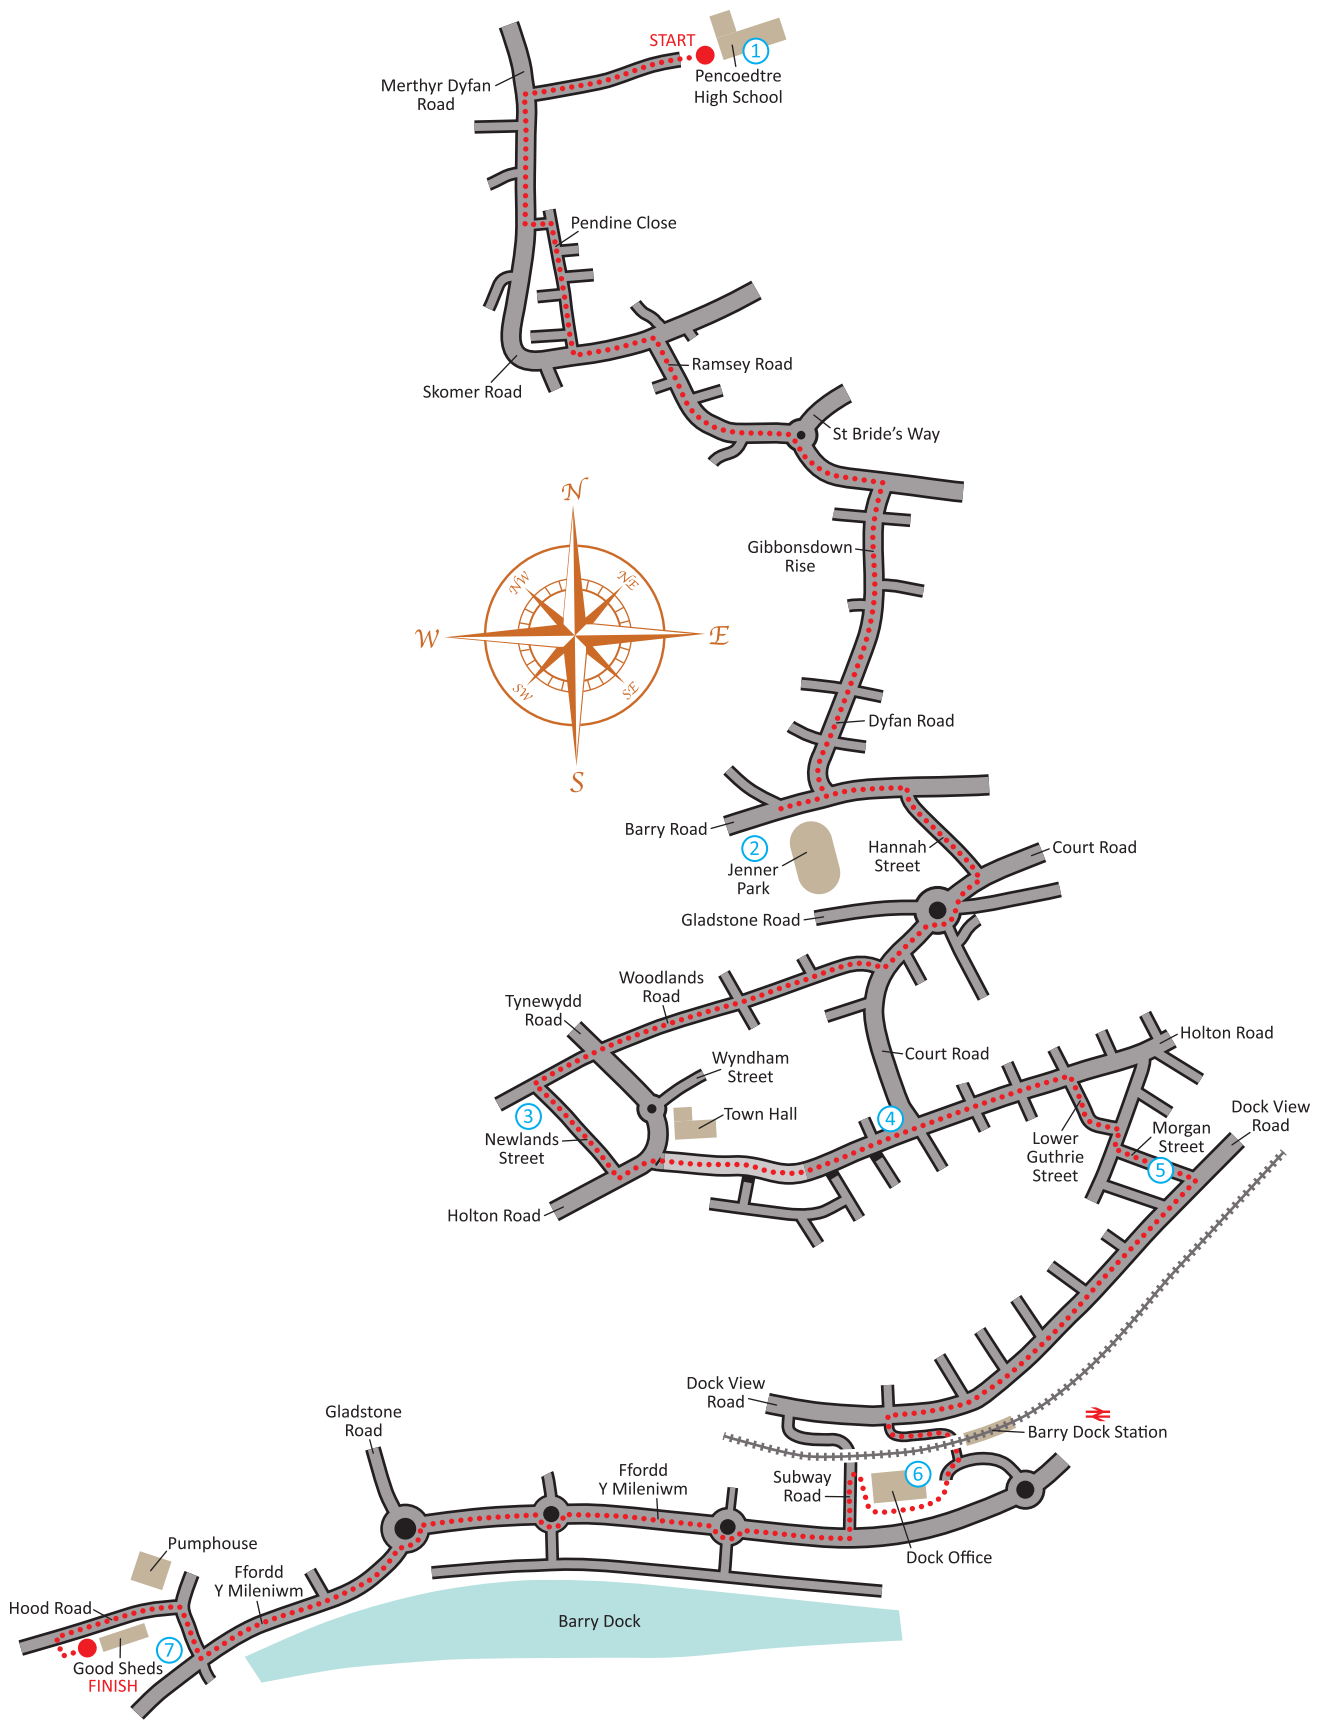 START
1
Pencoedtre
High School
Merthyr Dyfan
Road
Pendine Close
Skomer Road
Ramsey Road
St Bride's Way
N
NW
NE
W
E
SW
SE
S
Gibbonsdown
Rise
Dyfan Road
Barry Road
2
Jenner
Park
Hannah
Street
Court Road
Gladstone Road
Woodlands
Road
Tynewydd
Road
Wyndham
Street
Court Road
Holton Road
3
Newlands
Street
Town Hall
4
Dock View
Road
Lower
Guthrie
Street
Morgan
Street
5
Holton Road
Dock View
Road
Barry Dock Station
Gladstone
Road
Ffordd
Y Mileniwm
Subway
Road
6
Dock Office
Pumphouse
Ffordd
Y Mileniwm
Hood Road
Barry Dock
7
Good Sheds
FINISH